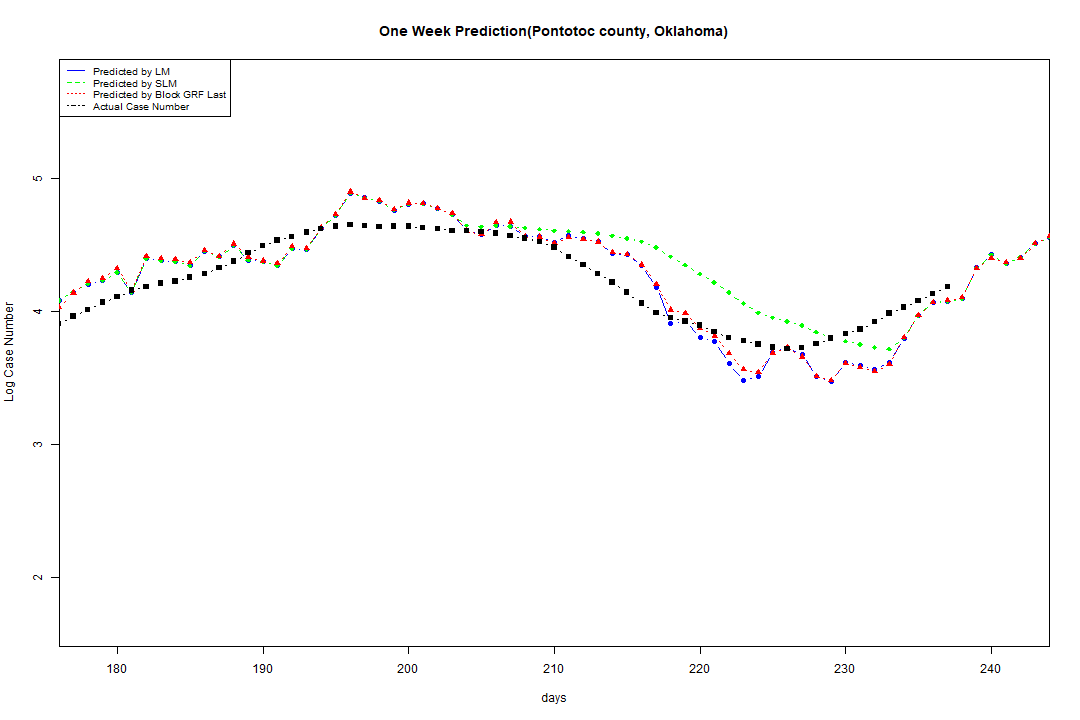 One Week Prediction(Pontotoc county, Oklahoma)
Predicted by LM
Predicted by SLM
Predicted by Block GRF Last
Actual Case Number
5
4
3
2
Log Case Number
180 190 200 210 220 230 240
days